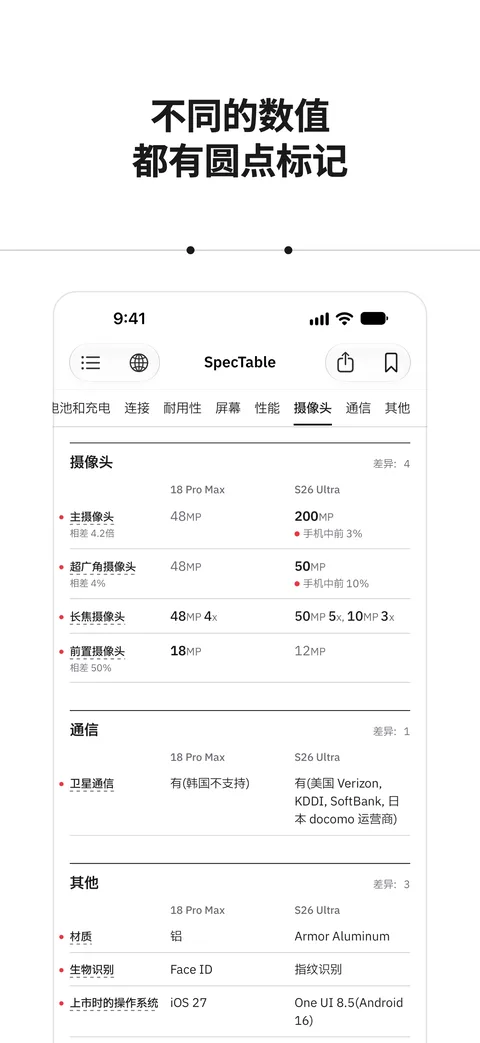 不同的数值
都有圆点标记
9:41
SpecTable
电池和充电 连接 耐用性 屏幕 性能 摄像头 通信 其他
摄像头 差异: 4
18 Pro Max S26 Ultra
主摄像头 48MP 200MP
相差 4.2倍 手机中前 3%
超广角摄像头 48MP 50MP
相差 4% 手机中前 10%
长焦摄像头 48MP 4x 50MP 5x, 10MP 3x
前置摄像头 18MP 12MP
相差 50%
通信 差异: 1
18 Pro Max S26 Ultra
卫星通信 有(韩国不支持) 有(美国 Verizon,
KDDI, SoftBank, 日
本 docomo 运营商)
其他 差异: 3
18 Pro Max S26 Ultra
材质 铝 Armor Aluminum
生物识别 Face ID 指纹识别
上市时的操作系统 iOS 27 One UI 8.5(Android
16)